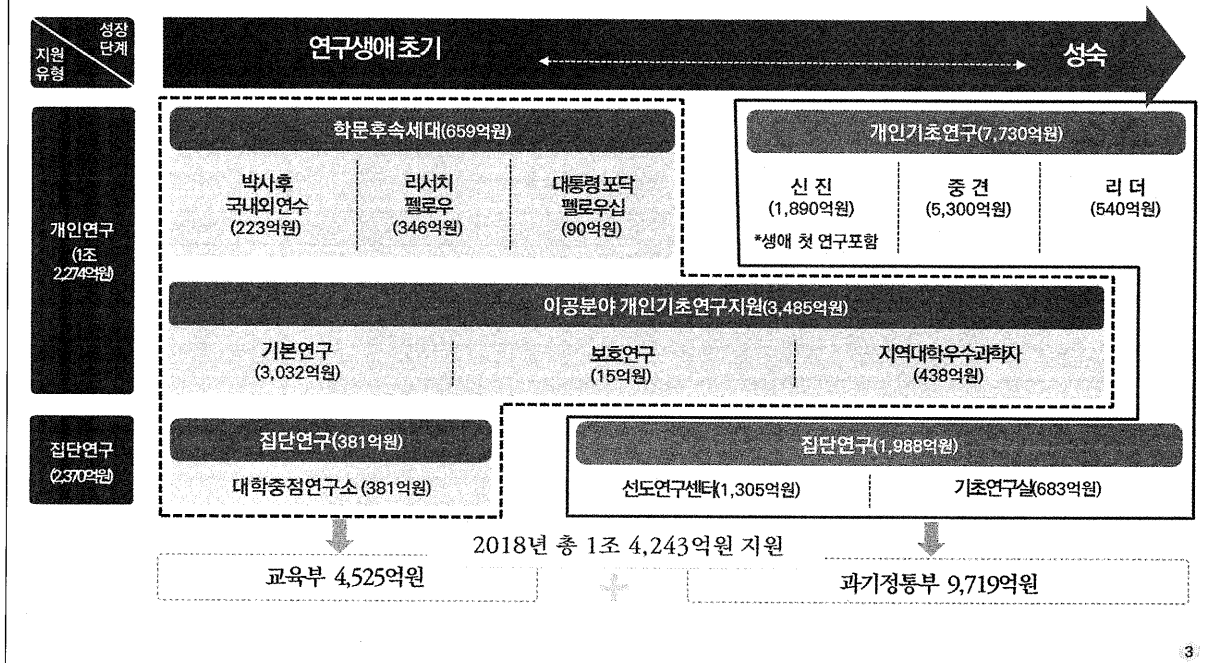 성장
단계
지원
유형
연구생애 초기
성숙
개인연구
(1조
2,274억원)
학문후속세대(659억원)
박사후
국내외연수
(223억원)
리서치
펠로우
(346억원)
대통령포닥
펠로우십
(90억원)
개인기초연구(7,730억원)
신 진
(1,890억원)
*생애 첫 연구포함
중 견
(5,300억원)
리 더
(540억원)
이공분야 개인기초연구지원(3,485억원)
기본연구
(3,032억원)
보호연구
(15억원)
지역대학우수과학자
(438억원)
집단연구
(2,370억원)
집단연구(381억원)
대학중점연구소 (381억원)
집단연구(1,988억원)
선도연구센터(1,305억원)
기초연구실(683억원)
2018년 총 1조 4,243억원 지원
교육부 4,525억원
과기정통부 9,719억원
3